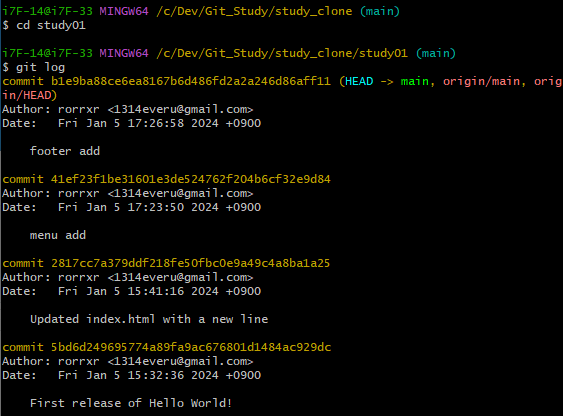 i7F-14@i7F-33 MINGW64 /c/Dev/Git_Study/study_clone (main)
$ cd study01
i7F-14@i7F-33 MINGW64 /c/Dev/Git_Study/study_clone/study01 (main)
$ git log
commit b1e9ba88ce6ea8167b6d486fd2a2a246d86aff11 (HEAD -> main, origin/main, orig
in/HEAD)
Author: rorrxr <1314everu@gmail.com>
Date:   Fri Jan 5 17:26:58 2024 +0900
    footer add
commit 41ef23f1be31601e3de524762f204b6cf32e9d84
Author: rorrxr <1314everu@gmail.com>
Date:   Fri Jan 5 17:23:50 2024 +0900
    menu add
commit 2817cc7a379ddf218fe50fbc0e9a49c4a8ba1a25
Author: rorrxr <1314everu@gmail.com>
Date:   Fri Jan 5 15:41:16 2024 +0900
    Updated index.html with a new line
commit 5bd6d249695774a89fa9ac676801d1484ac929dc
Author: rorrxr <1314everu@gmail.com>
Date:   Fri Jan 5 15:32:36 2024 +0900
    First release of Hello World!